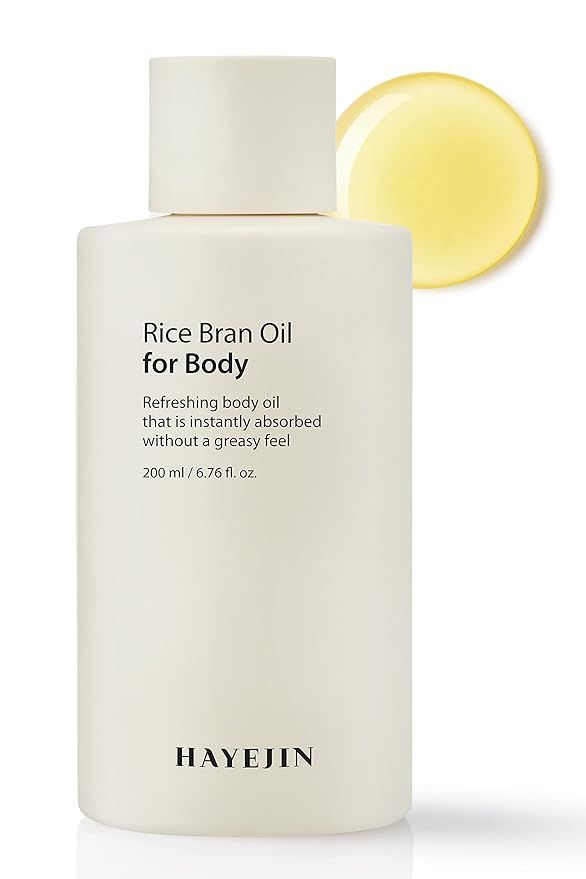 Rice Bran Oil
for Body
Refreshing body oil
that is instantly absorbed
without a greasy feel
200 ml / 6.76 fl. oz.
HAYEJIN